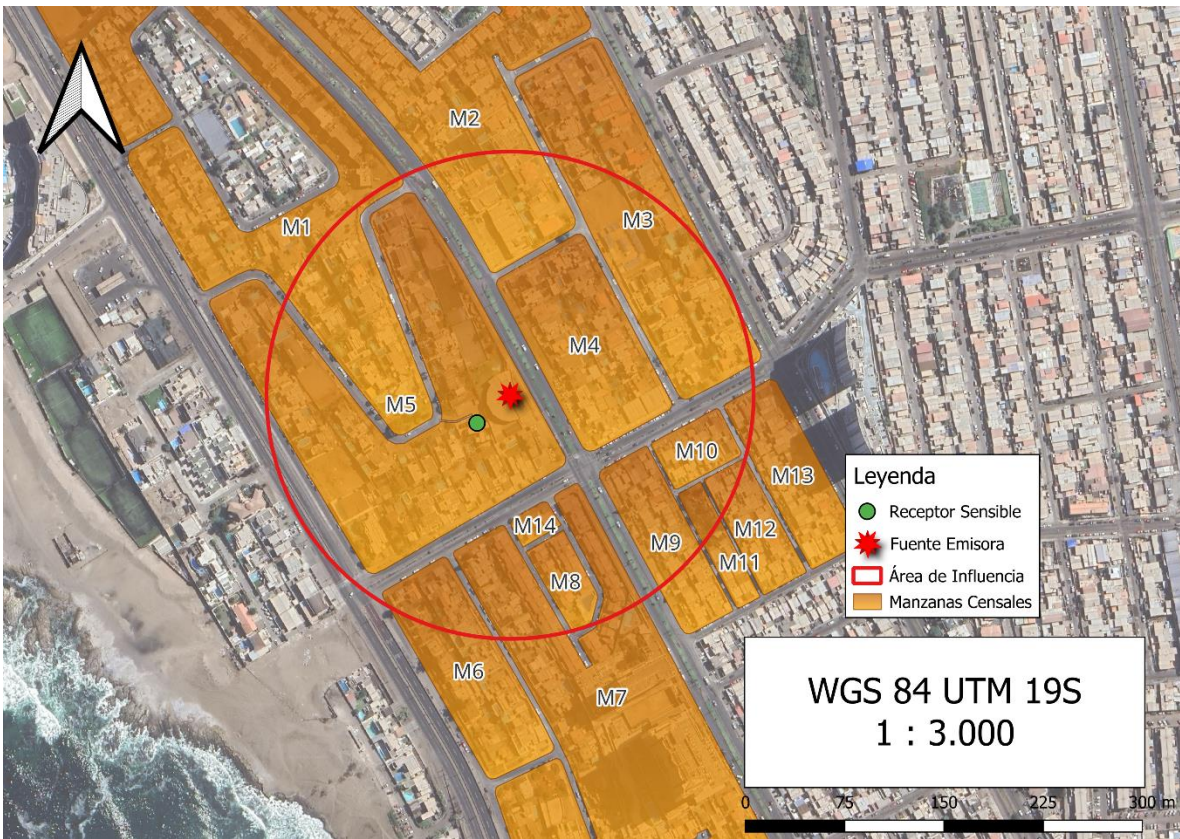 M2
M3
M1
M4
M5
M10
M13
M14
M12
M9
M11
M8
M6
M7
Leyenda
Receptor Sensible
Fuente Emisora
Área de Influencia
Manzanas Censales
WGS 84 UTM 19S
1 : 3.000
0 75 150 225 300 m